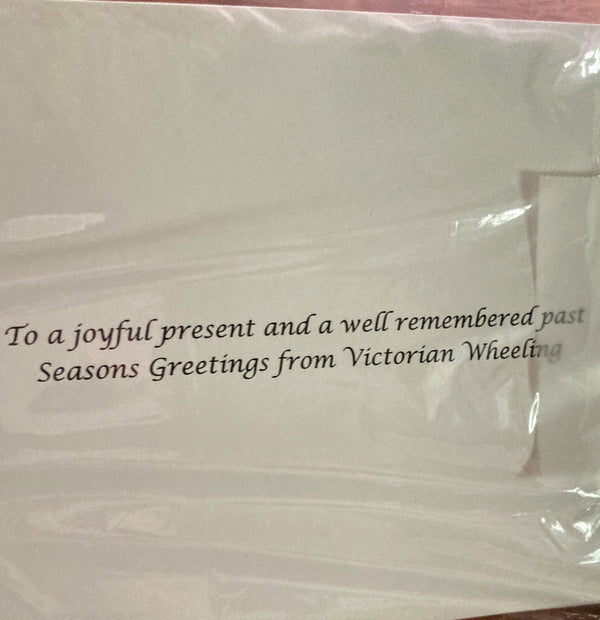 To a joyful present and a well remembered past
Seasons Greetings from Victorian Wheeling